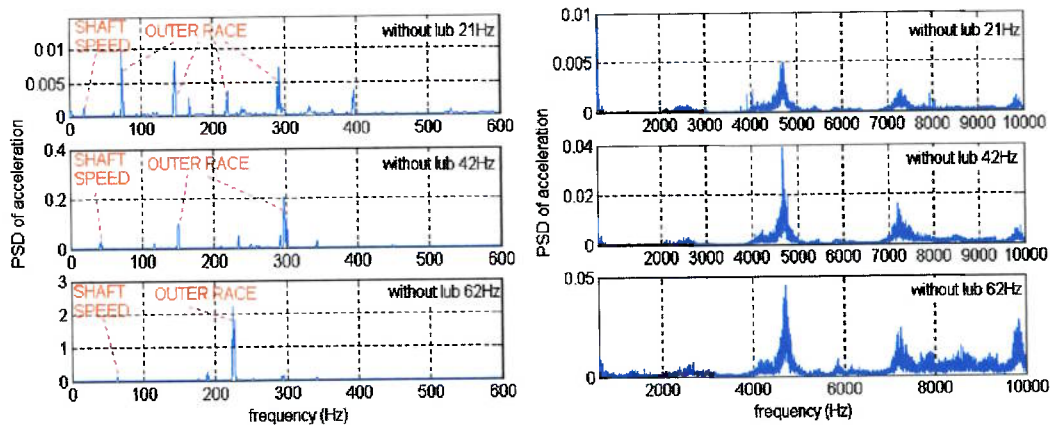 SHAFT SPEED
OUTER RACE
without lub 21Hz
0.01
0.005
0
0 100 200 300 400 500 600
SHAFT SPEED
OUTER RACE
without lub 42Hz
0.4
0.2
0
0 100 200 300 400 500 600
PSD of acceleration
SHAFT SPEED
OUTER RACE
without lub 62Hz
3
2
1
0
0 100 200 300 400 500 600
frequency (Hz)
without lub 21Hz
0.01
0.005
0
2000 3000 4000 5000 6000 7000 8000 9000 10000
without lub 42Hz
0.04
0.02
0
2000 3000 4000 5000 6000 7000 8000 9000 10000
PSD of acceleration
without lub 62Hz
0.05
0
2000 4000 6000 8000 10000
frequency (Hz)